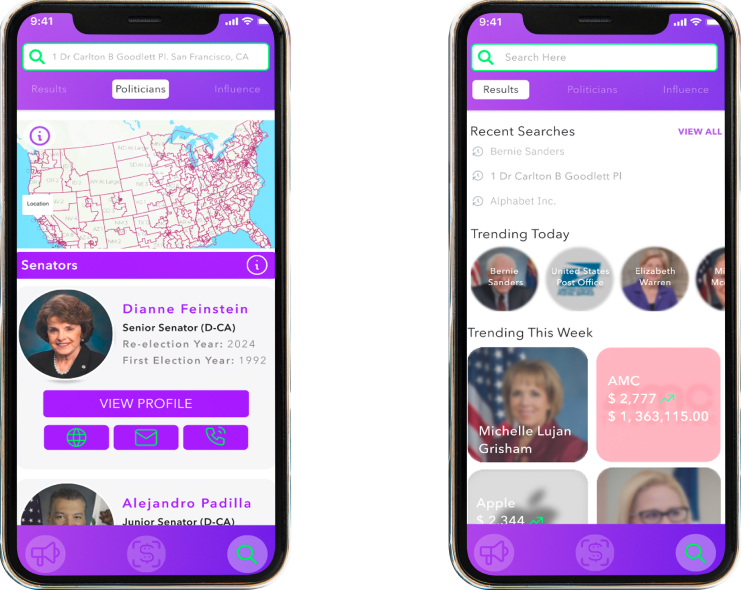 9:41
1 Dr Carlton B Goodlett Pl, San Francisco, CA
Results Politicians Influence
Location
Senators
Dianne Feinstein
Senior Senator (D-CA)
Re-election Year: 2024
First Election Year: 1992
VIEW PROFILE
Alejandro Padilla
Junior Senator (D-CA)
9:41
Search Here
Results Politicians Influence
Recent Searches VIEW ALL
Bernie Sanders
1 Dr Carlton B Goodlett Pl
Alphabet Inc.
Trending Today
Bernie
Sanders
United States
Post Office
Elizabeth
Warren
Trending This Week
Michelle Lujan
Grisham
AMC
$ 2,777
$ 1, 363,115.00
Apple
$ 2,344